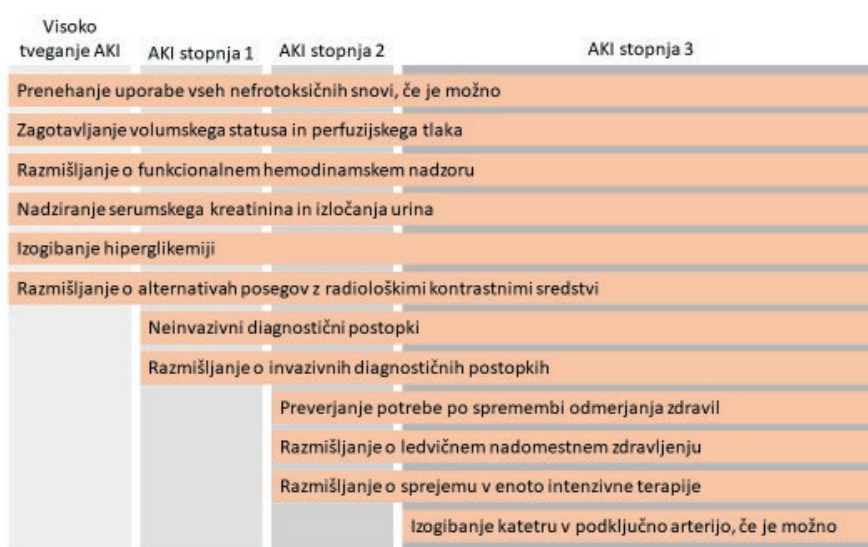 Visoko
tveganje AKI
AKI stopnja 1
AKI stopnja 2
AKI stopnja 3
Prenehanje uporabe vseh nefrotoksičnih snovi, če je možno
Zagotavljanje volumskega statusa in perfuzijskega tlaka
Razmišljanje o funkcionalnem hemodinamskem nadzoru
Nadziranje serumskega kreatinina in izločanja urina
Izogibanje hiperglikemiji
Razmišljanje o alternativah posegov z radiološkimi kontrastnimi sredstvi
Neinvazivni diagnostični postopki
Razmišljanje o invazivnih diagnostičnih postopkih
Preverjanje potrebe po spremembi odmerjanja zdravil
Razmišljanje o ledvičnem nadomestnem zdravljenju
Razmišljanje o sprejemu v enoto intenzivne terapije
Izogibanje katetru v podključno arterijo, če je možno